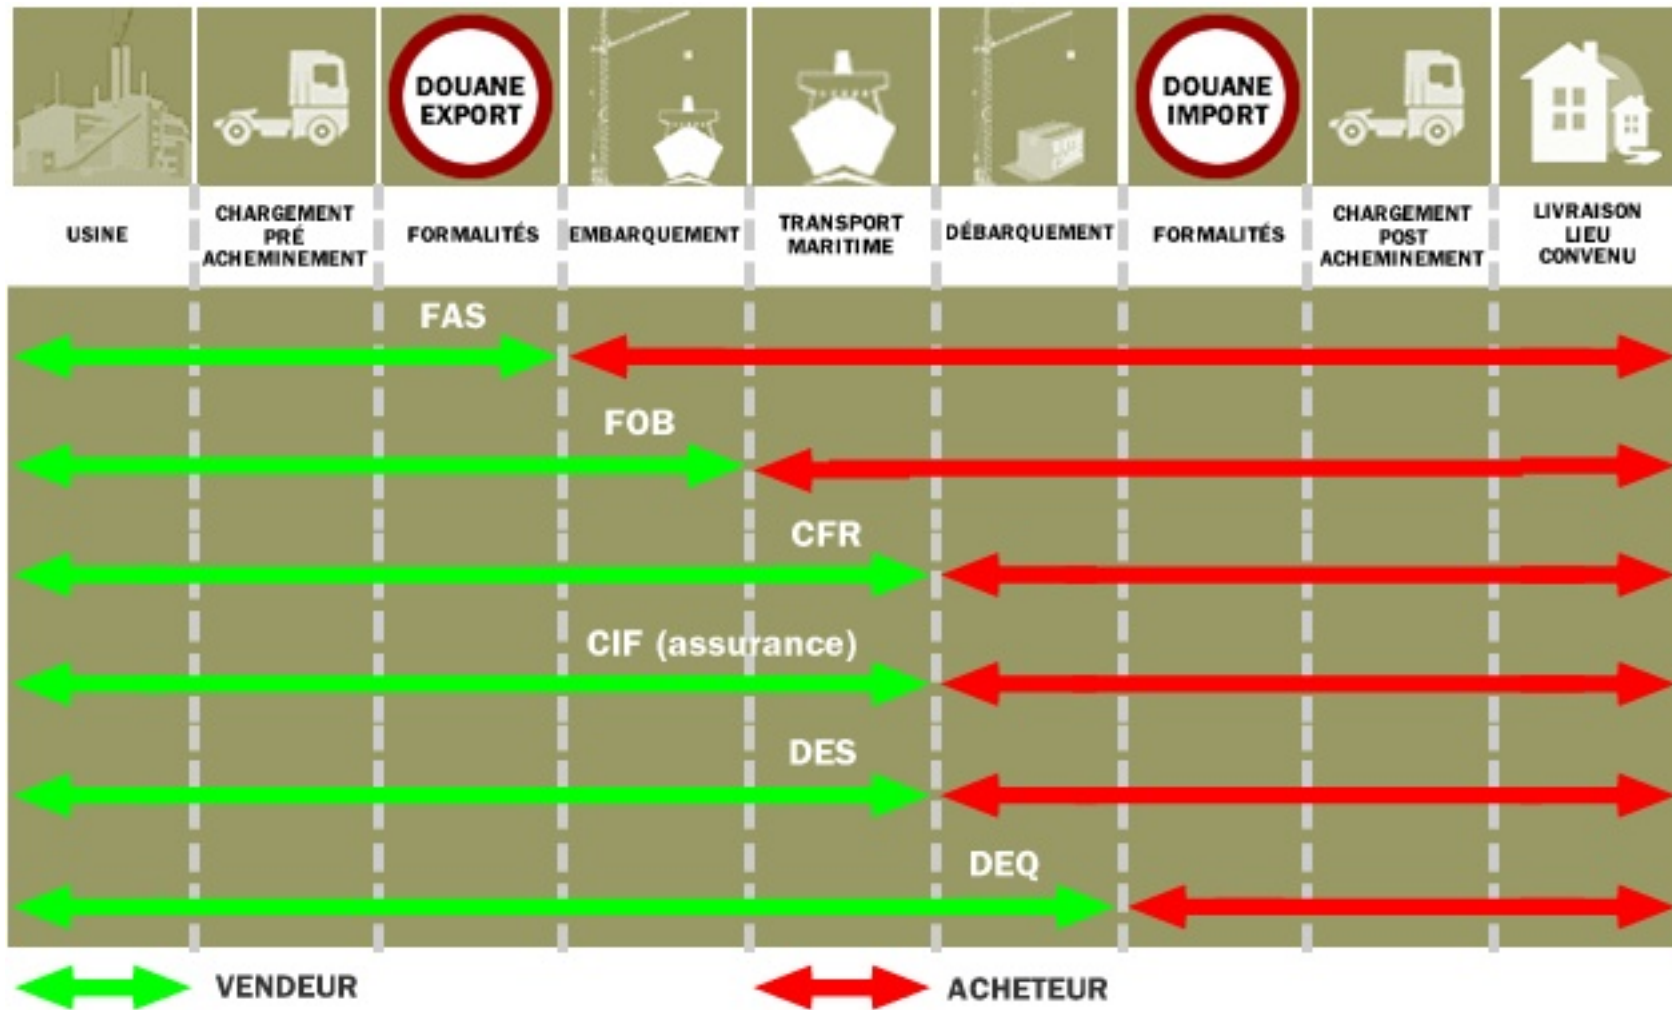 DOUANE
EXPORT
DOUANE
IMPORT
USINE
CHARGEMENT
PRÉ
ACHEMINEMENT
FORMALITÉS
EMBARQUEMENT
TRANSPORT
MARITIME
DÉBARQUEMENT
FORMALITÉS
CHARGEMENT
POST
ACHEMINEMENT
LIVRAISON
LIEU
CONVENU
FAS
FOB
CFR
CIF (assurance)
DES
DEQ
VENDEUR
ACHETEUR